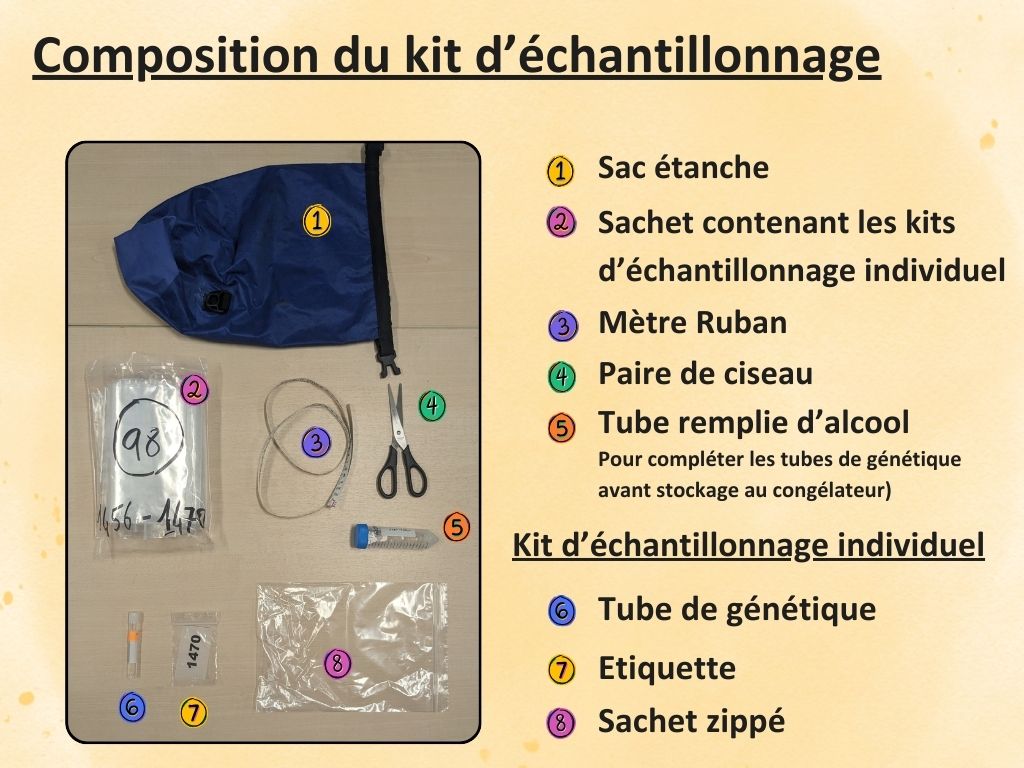 Composition du kit d’échantillonnage
1 Sac étanche
2 Sachet contenant les kits
d’échantillonnage individuel
3 Mètre Ruban
4 Paire de ciseau
5 Tube remplie d’alcool
Pour compléter les tubes de génétique
avant stockage au congélateur)
Kit d’échantillonnage individuel
6 Tube de génétique
7 Etiquette
8 Sachet zippé
1
2
98
1456 - 1470
3
4
5
6
1470
7
8